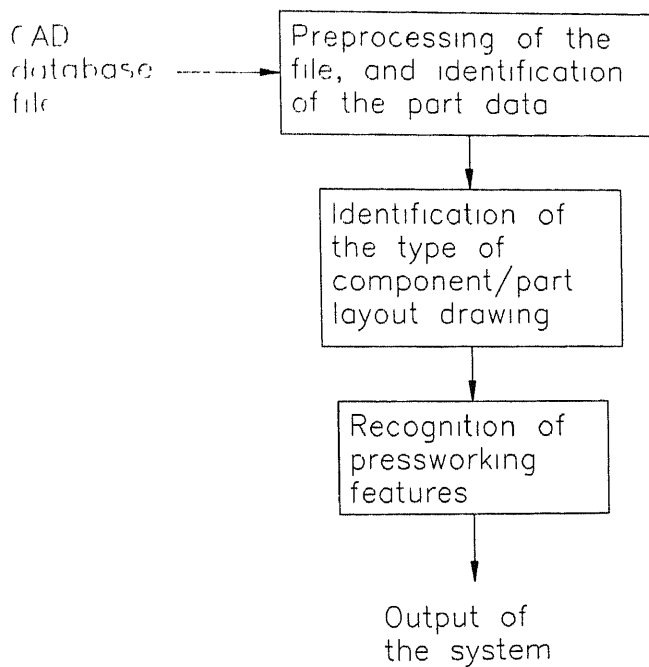 CAD
database
file
Preprocessing of the
file, and identification
of the part data
Identification of
the type of
component/part
layout drawing
Recognition of
pressworking
features
Output of
the system